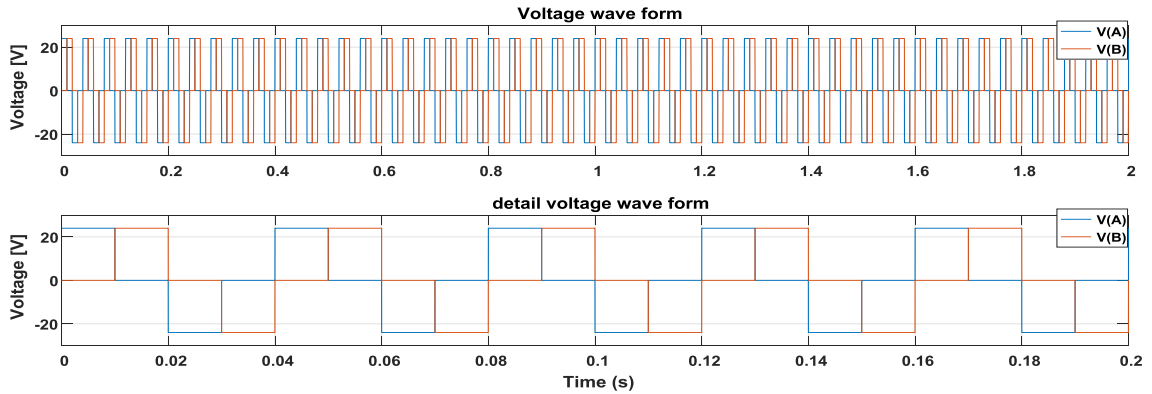 Voltage wave form
Voltage [V]
20
0
-20
V(A)
V(B)
0 0.2 0.4 0.6 0.8 1 1.2 1.4 1.6 1.8 2
detail voltage wave form
Voltage [V]
20
0
-20
V(A)
V(B)
0 0.02 0.04 0.06 0.08 0.1 0.12 0.14 0.16 0.18 0.2
Time (s)